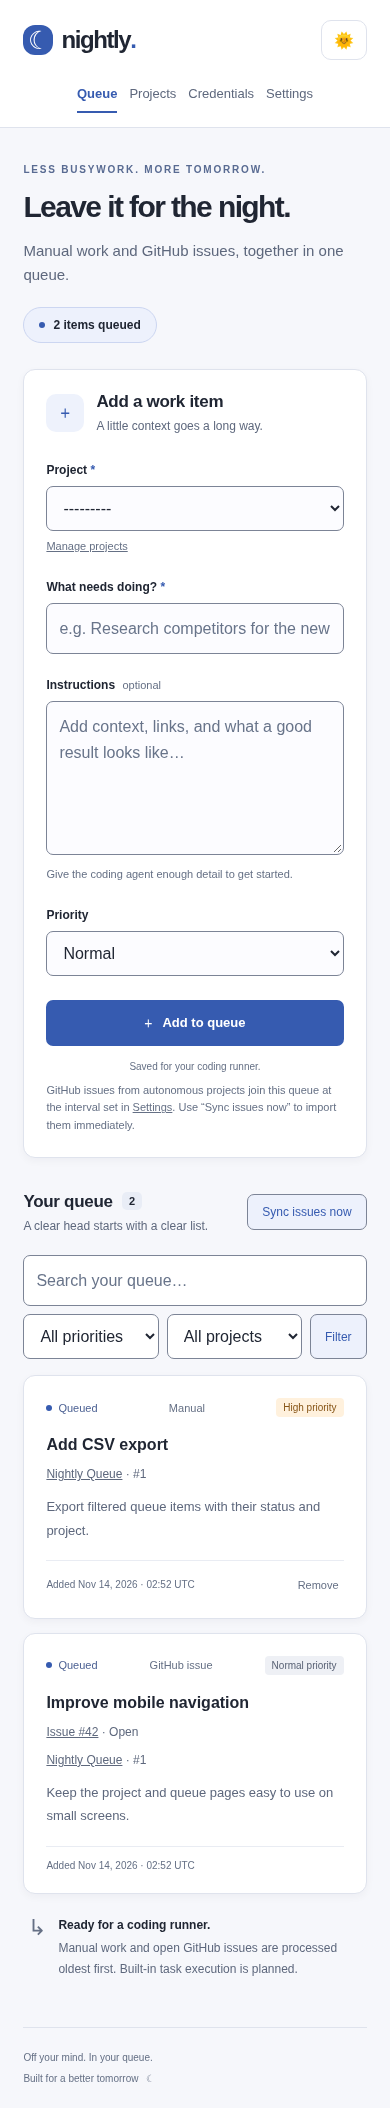 nightly.
Queue Projects Credentials Settings
LESS BUSYWORK. MORE TOMORROW.
Leave it for the night.
Manual work and GitHub issues, together in one
queue.
2 items queued
+ Add a work item
A little context goes a long way.
Project *
---------
Manage projects
What needs doing? *
e.g. Research competitors for the new
Instructions optional
Add context, links, and what a good
result looks like…
Give the coding agent enough detail to get started.
Priority
Normal
+ Add to queue
Saved for your coding runner.
GitHub issues from autonomous projects join this queue at
the interval set in Settings. Use “Sync issues now” to import
them immediately.
Your queue 2
A clear head starts with a clear list.
Sync issues now
Search your queue…
All priorities All projects Filter
Queued Manual High priority
Add CSV export
Nightly Queue · #1
Export filtered queue items with their status and
project.
Added Nov 14, 2026 · 02:52 UTC Remove
Queued GitHub issue Normal priority
Improve mobile navigation
Issue #42 · Open
Nightly Queue · #1
Keep the project and queue pages easy to use on
small screens.
Added Nov 14, 2026 · 02:52 UTC
↳ Ready for a coding runner.
Manual work and open GitHub issues are processed
oldest first. Built-in task execution is planned.
Off your mind. In your queue.
Built for a better tomorrow ☾